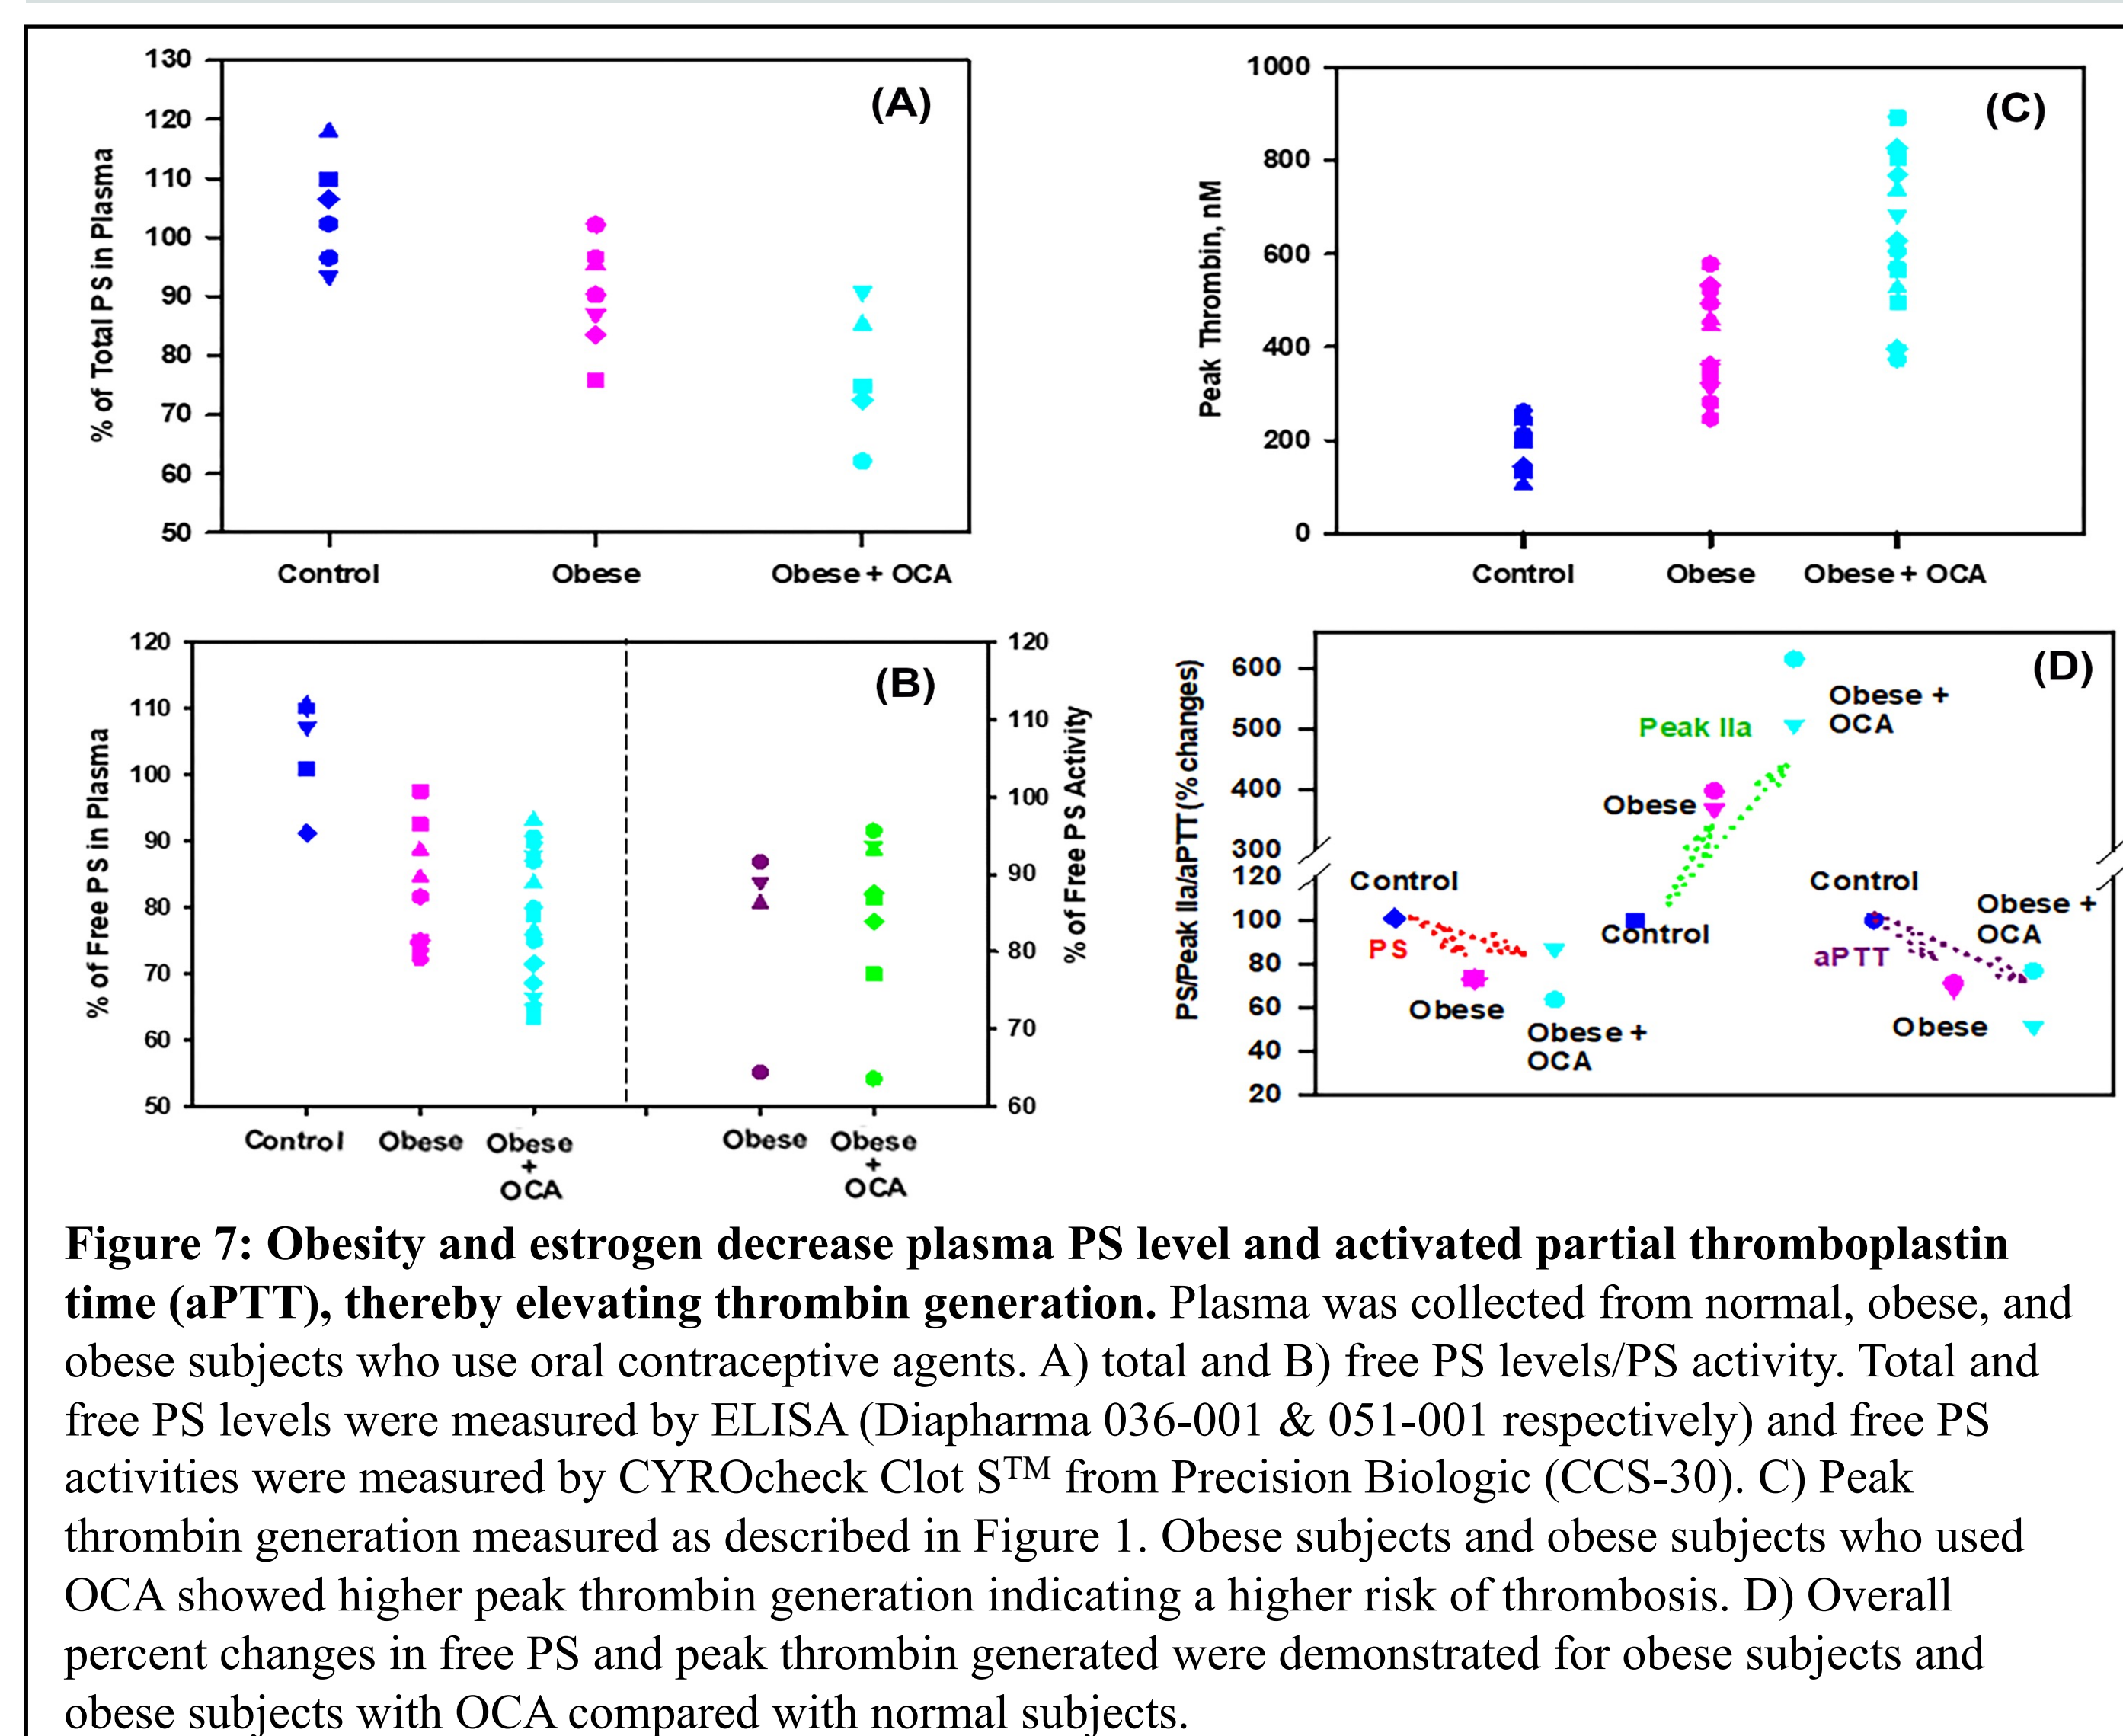 130
120
110
100
90
80
70
60
50
% of Total PS in Plasma
(A)
Control
Obese
Obese + OCA
1000
800
600
400
200
0
Peak Thrombin, nM
(C)
Control
Obese
Obese + OCA
120
110
100
90
80
70
60
50
% of Free PS in Plasma
(B)
120
110
100
90
80
70
60
% of Free PS Activity
Control
Obese
Obese
+
OCA
Obese
Obese
+
OCA
600
500
400
300
120
100
80
60
40
20
PS/Peak IIa/aPTT (% changes)
(D)
Obese +
OCA
Peak IIa
Obese
Control
Control
Obese +
OCA
PS
Control
aPTT
Obese
Obese +
OCA
Obese
Figure 7: Obesity and estrogen decrease plasma PS level and activated partial thromboplastin
time (aPTT), thereby elevating thrombin generation. Plasma was collected from normal, obese, and
obese subjects who use oral contraceptive agents. A) total and B) free PS levels/PS activity. Total and
free PS levels were measured by ELISA (Diapharma 036-001 & 051-001 respectively) and free PS
activities were measured by CYROcheck Clot S™ from Precision Biologic (CCS-30). C) Peak
thrombin generation measured as described in Figure 1. Obese subjects and obese subjects who used
OCA showed higher peak thrombin generation indicating a higher risk of thrombosis. D) Overall
percent changes in free PS and peak thrombin generated were demonstrated for obese subjects and
obese subjects with OCA compared with normal subjects.